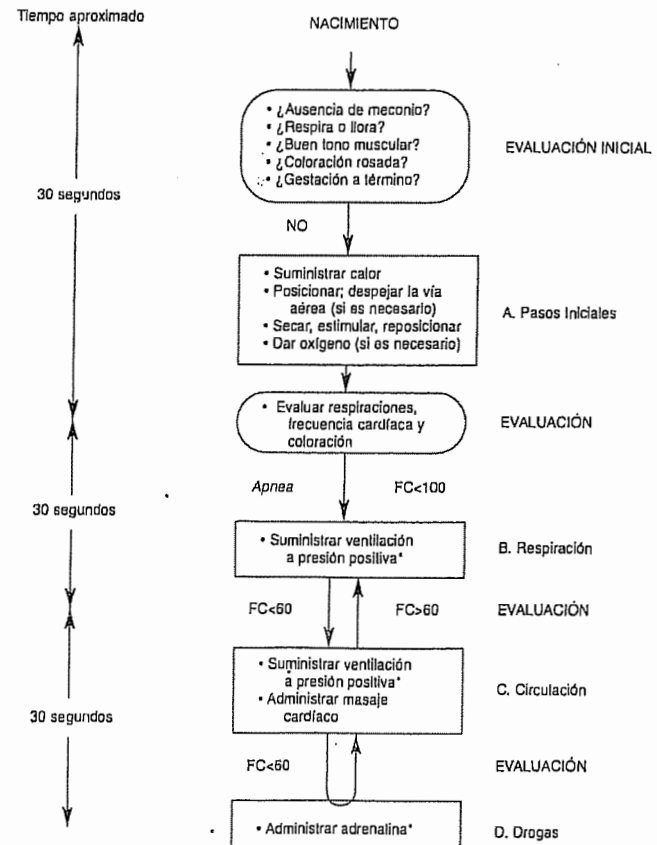 Tiempo aproximado
NACIMIENTO
• ¿Ausencia de meconio?
• ¿Respira o llora?
• ¿Buen tono muscular?
• ¿Coloración rosada?
• ¿Gestación a término?
EVALUACIÓN INICIAL
30 segundos
NO
• Suministrar calor
• Posicionar; despejar la vía
aérea (si es necesario)
• Secar, estimular, reposicionar
• Dar oxígeno (si es necesario)
A. Pasos Iniciales
• Evaluar respiraciones,
frecuencia cardíaca y
coloración
EVALUACIÓN
Apnea FC<100
30 segundos
• Suministrar ventilación
a presión positiva*
B. Respiración
FC<60 FC>60 EVALUACIÓN
• Suministrar ventilación
a presión positiva*
• Administrar masaje
cardíaco
C. Circulación
30 segundos
FC<60 EVALUACIÓN
• Administrar adrenalina*
D. Drogas